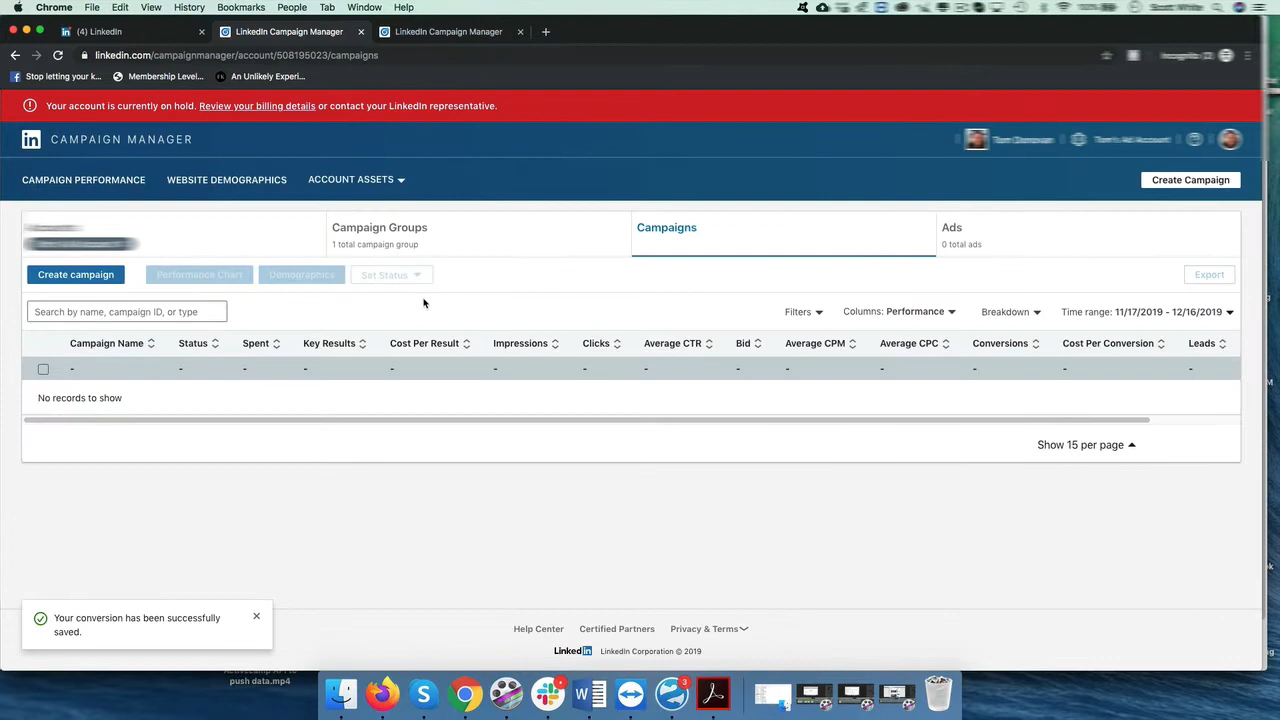 Chrome File Edit View History Bookmarks People Tab Window Help
(4) LinkedIn
LinkedIn Campaign Manager
LinkedIn Campaign Manager
linkedin.com/campaignmanager/account/508195023/campaigns
Stop letting your k...
Membership Level...
An Unlikely Experi...
Your account is currently on hold. Review your billing details or contact your LinkedIn representative.
in CAMPAIGN MANAGER
CAMPAIGN PERFORMANCE
WEBSITE DEMOGRAPHICS
ACCOUNT ASSETS
Create Campaign
Campaign Groups
1 total campaign group
Campaigns
Ads
0 total ads
Create campaign
Performance Chart
Demographics
Set Status
Export
Search by name, campaign ID, or type
Filters
Columns: Performance
Breakdown
Time range: 11/17/2019 - 12/16/2019
Campaign Name Status Spent Key Results Cost Per Result Impressions Clicks Average CTR Bid Average CPM Average CPC Conversions Cost Per Conversion Leads
- - - - - - - - - - - - - -
No records to show
Show 15 per page
Your conversion has been successfully
saved.
Help Center Certified Partners Privacy & Terms
Linkedin LinkedIn Corporation © 2019
push data.mp4
3